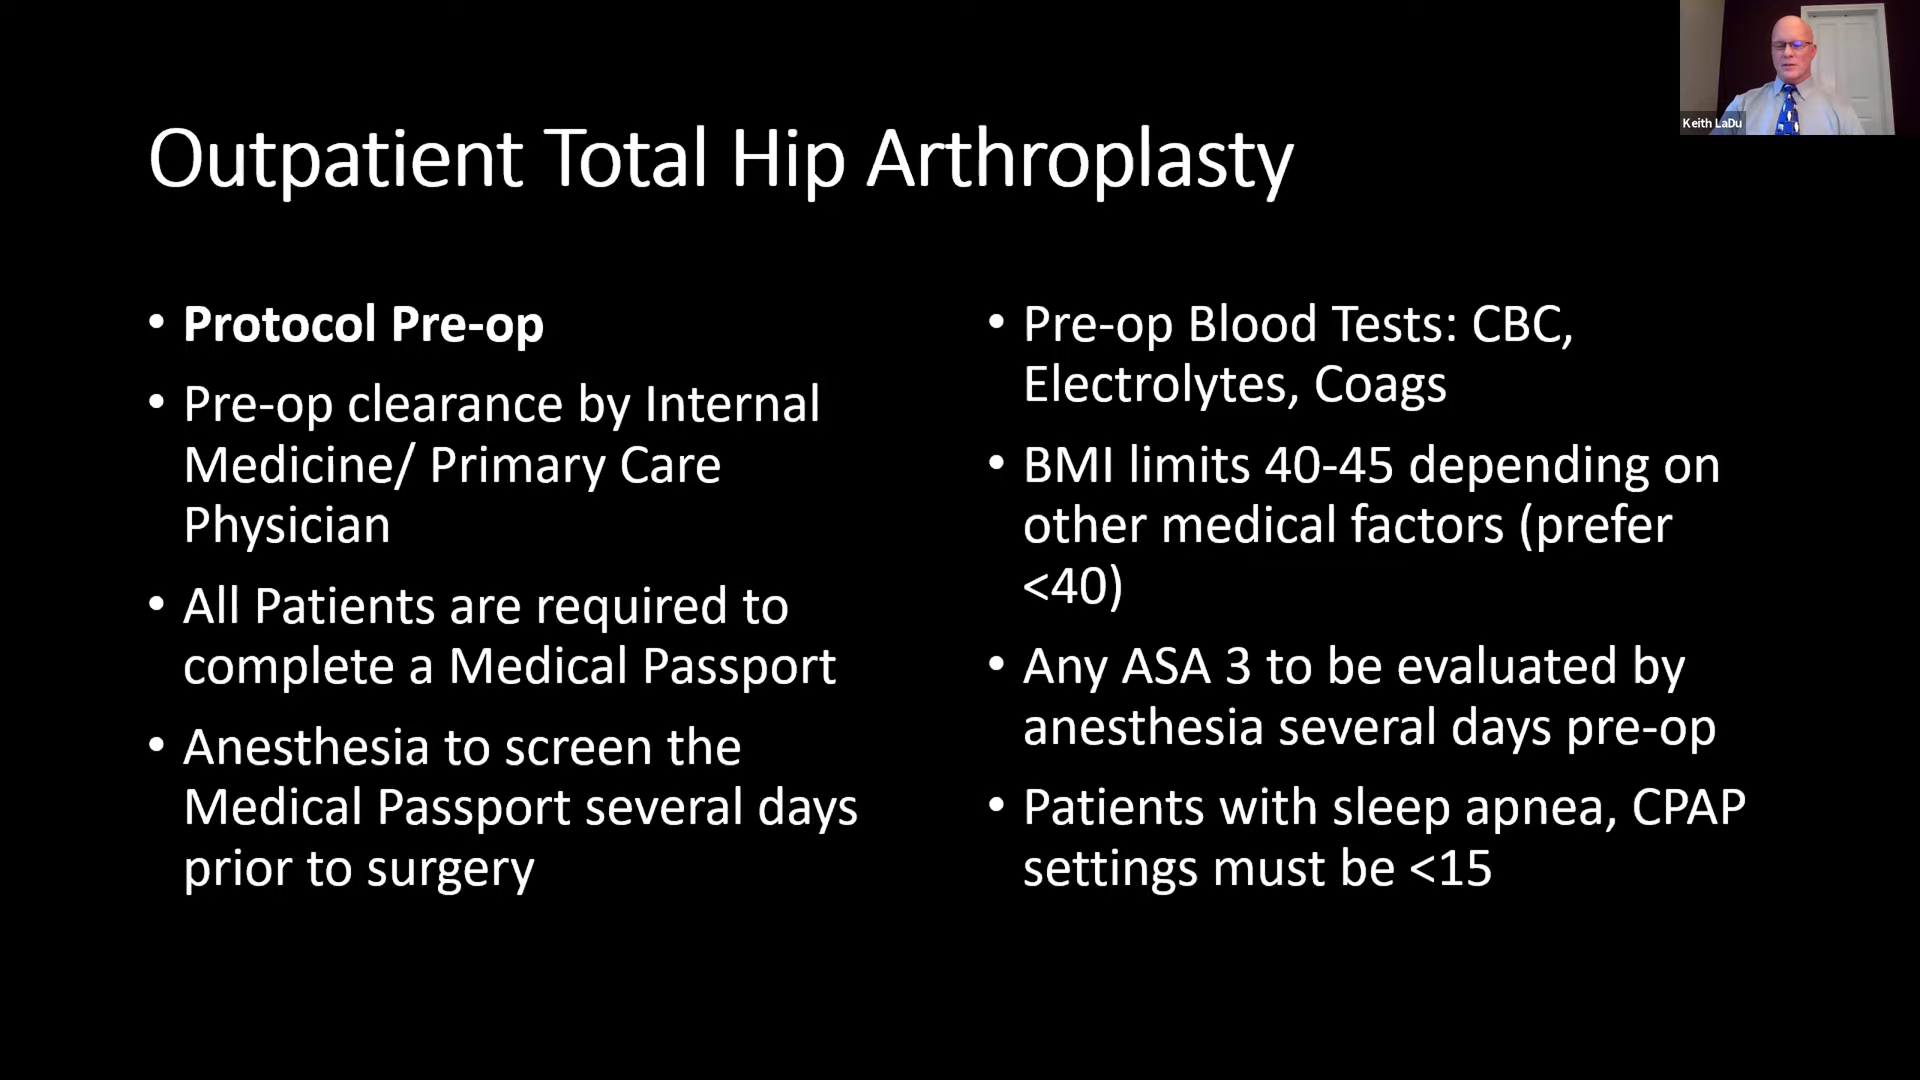 Outpatient Total Hip Arthroplasty
• Protocol Pre-op
• Pre-op clearance by Internal
Medicine/ Primary Care
Physician
• All Patients are required to
complete a Medical Passport
• Anesthesia to screen the
Medical Passport several days
prior to surgery
• Pre-op Blood Tests: CBC,
Electrolytes, Coags
• BMI limits 40-45 depending on
other medical factors (prefer
<40)
• Any ASA 3 to be evaluated by
anesthesia several days pre-op
• Patients with sleep apnea, CPAP
settings must be <15
Keith LaDu